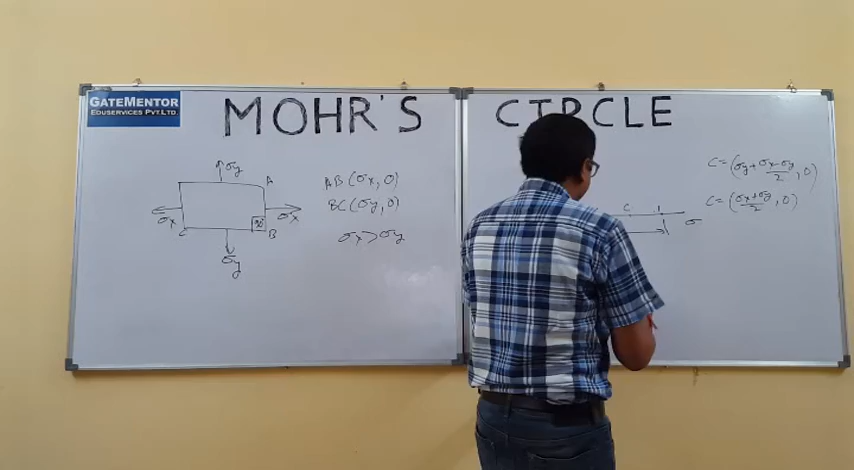 GATEMENTOR
EDUSERVICES PVT.LTD.
MOHR'S CIRCLE
σy
A
AB (σx, 0)
BC (σy, 0)
σx > σy
σx
σx
C
90°
B
σy
C
σ
C = (σy + σx-σy/2, 0)
C = (σx+σy/2, 0)